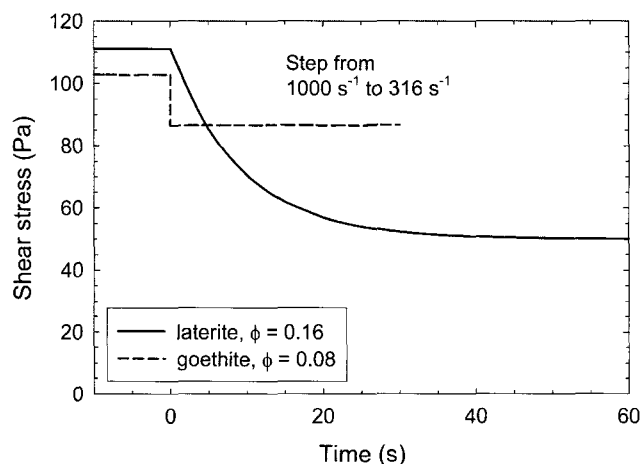 120
100
80
60
40
20
0
Shear stress (Pa)
Step from
1000 s⁻¹ to 316 s⁻¹
laterite, ϕ = 0.16
goethite, ϕ = 0.08
0 20 40 60
Time (s)